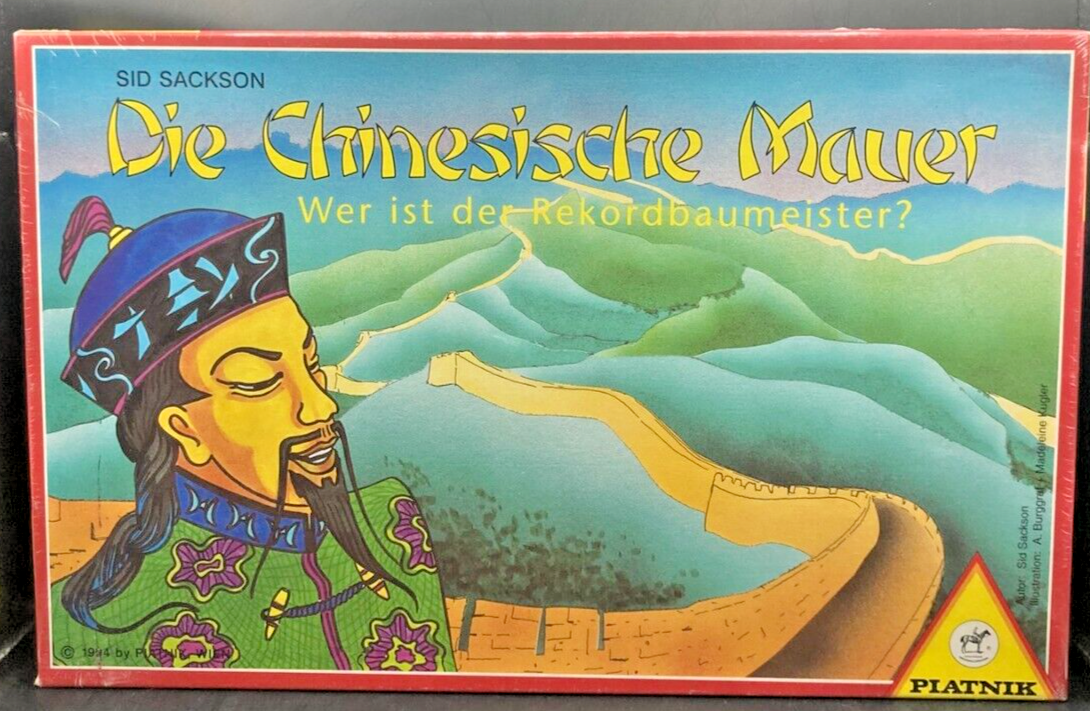 SID SACKSON
Die Chinesische Mauer
Wer ist der Rekordbaumeister?
Autor: Sid Sackson
Illustration: A. Burggraf, Madeleine Kugler
© 1994 by PIATNIK, WIEN
PIATNIK